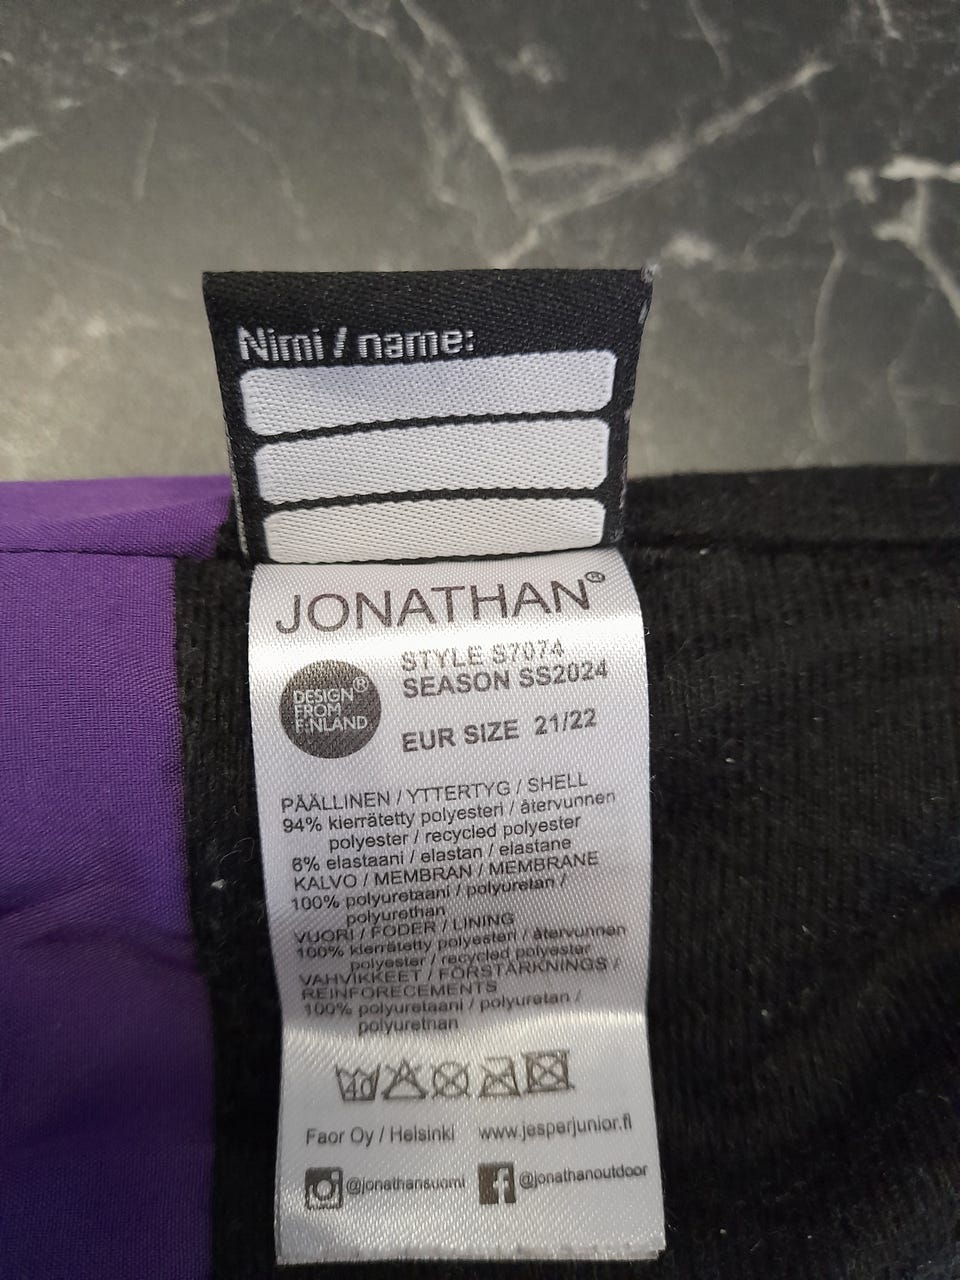 Nimi / name:
JONATHAN®
DESIGN®
FROM
FINLAND
STYLE S7074
SEASON SS2024
EUR SIZE 21/22
PÄÄLLINEN / YTTERTYG / SHELL
94% kierrätetty polyesteri / återvunnen
polyester / recycled polyester
6% elastaani / elastan / elastane
KALVO / MEMBRAN / MEMBRANE
100% polyuretaani / polyuretan /
polyurethan
VUORI / FODER / LINING
100% kierrätetty polyesteri / återvunnen
polyester / recycled polyester
VAHVIKKEET / FÖRSTÄRKNINGS /
REINFORECEMENTS
100% polyuretaani / polyuretan /
polyurethan
40
Faor Oy / Helsinki www.jesperjunior.fi
@jonathansuomi @jonathanoutdoor